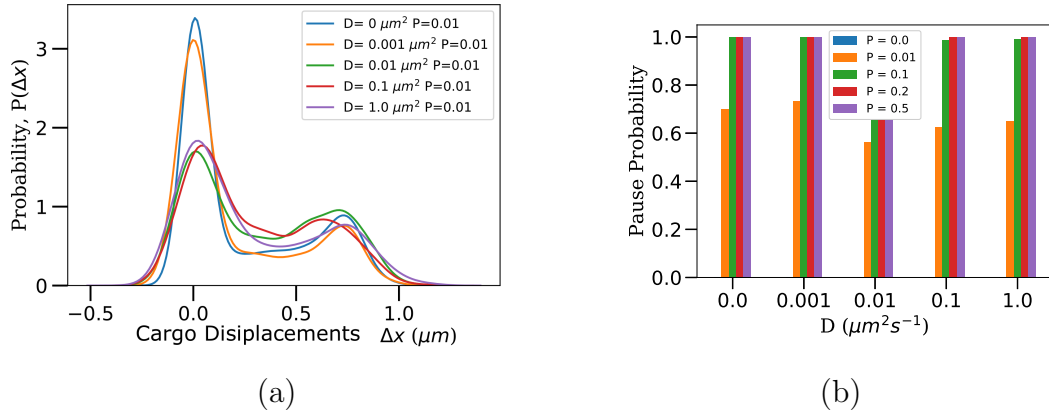 D= 0 μm² P=0.01
D= 0.001 μm² P=0.01
D= 0.01 μm² P=0.01
D= 0.1 μm² P=0.01
D= 1.0 μm² P=0.01
Probability, P(Δx)
3
2
1
0
−0.5 0.0 0.5 1.0
Cargo Disiplacements Δx (μm)
(a)
P = 0.0
P = 0.01
P = 0.1
P = 0.2
P = 0.5
Pause Probability
1.0
0.8
0.6
0.4
0.2
0.0
0.0 0.001 0.01 0.1 1.0
D (μm²s⁻¹)
(b)